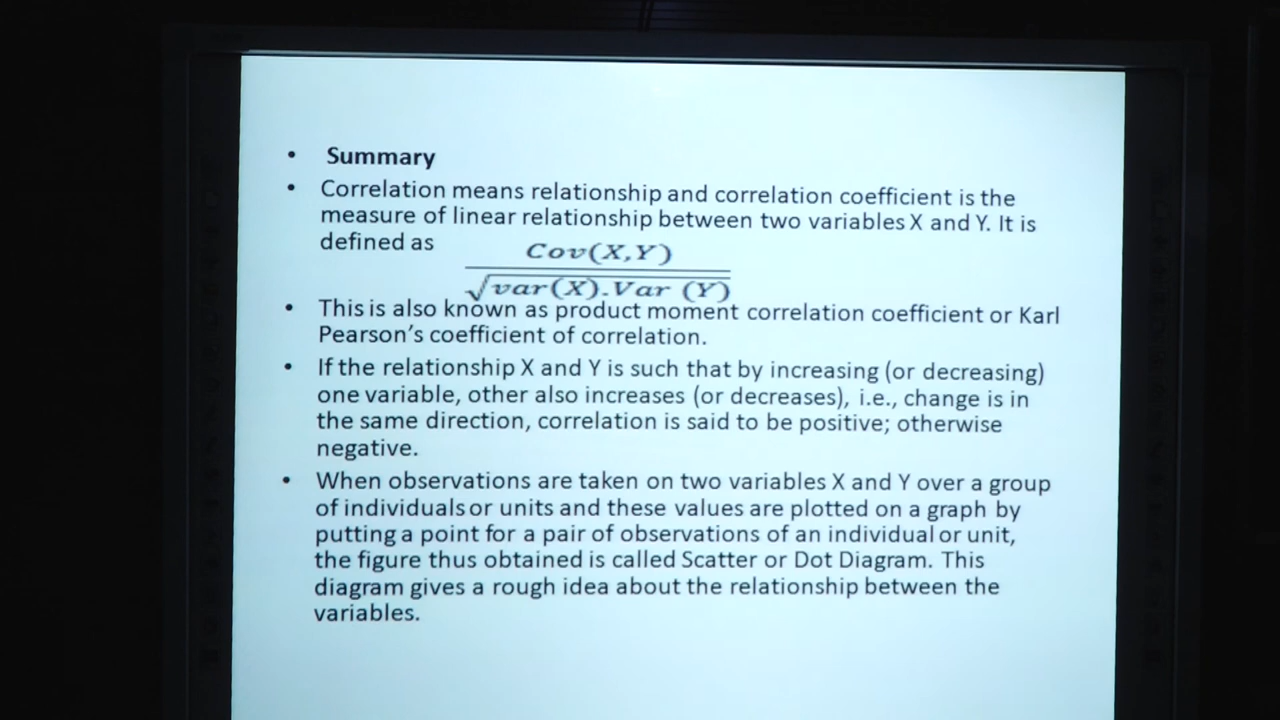 • Summary
• Correlation means relationship and correlation coefficient is the
measure of linear relationship between two variables X and Y. It is
defined as
Cov(X,Y)
√var(X).Var (Y)
• This is also known as product moment correlation coefficient or Karl
Pearson’s coefficient of correlation.
• If the relationship X and Y is such that by increasing (or decreasing)
one variable, other also increases (or decreases), i.e., change is in
the same direction, correlation is said to be positive; otherwise
negative.
• When observations are taken on two variables X and Y over a group
of individuals or units and these values are plotted on a graph by
putting a point for a pair of observations of an individual or unit,
the figure thus obtained is called Scatter or Dot Diagram. This
diagram gives a rough idea about the relationship between the
variables.